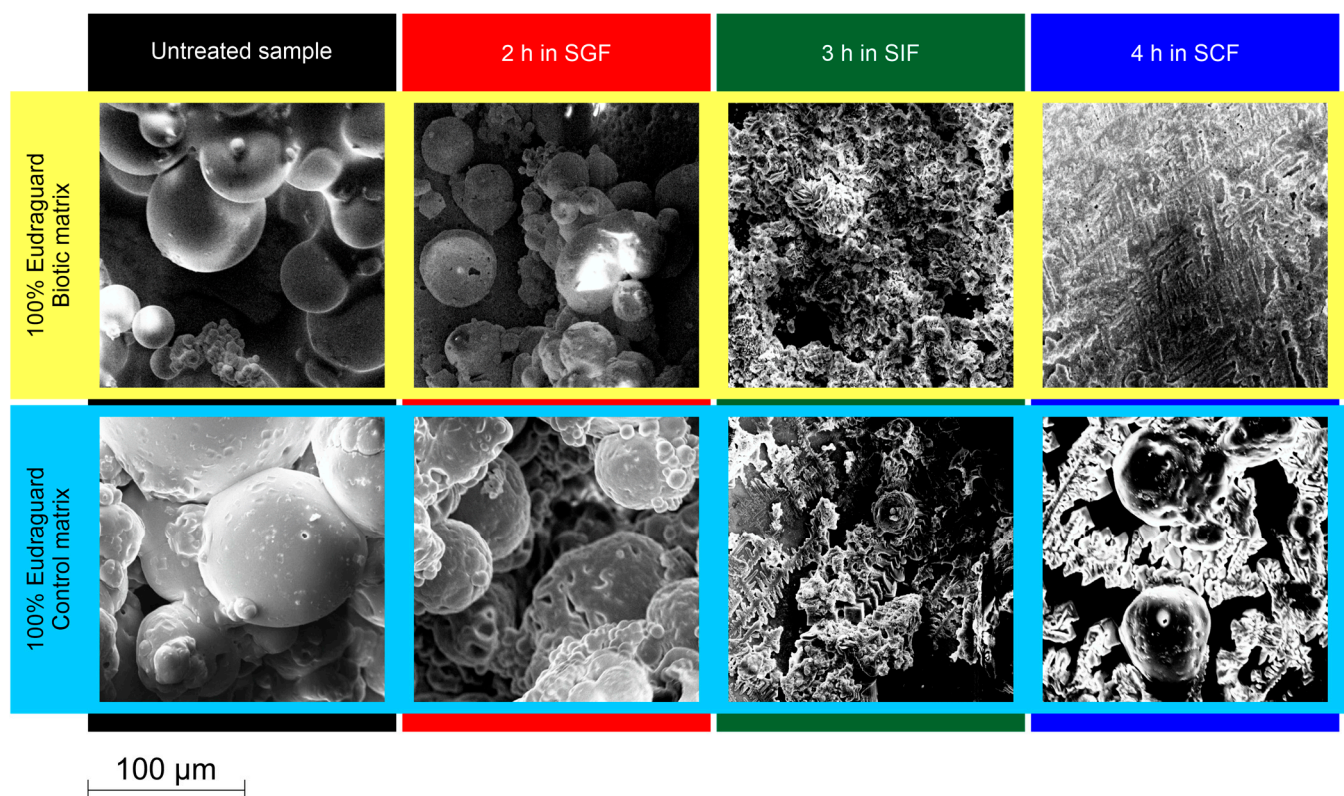 Untreated sample
2 h in SGF
3 h in SIF
4 h in SCF
100% Eudraguard
Biotic matrix
100% Eudraguard
Control matrix
100 µm